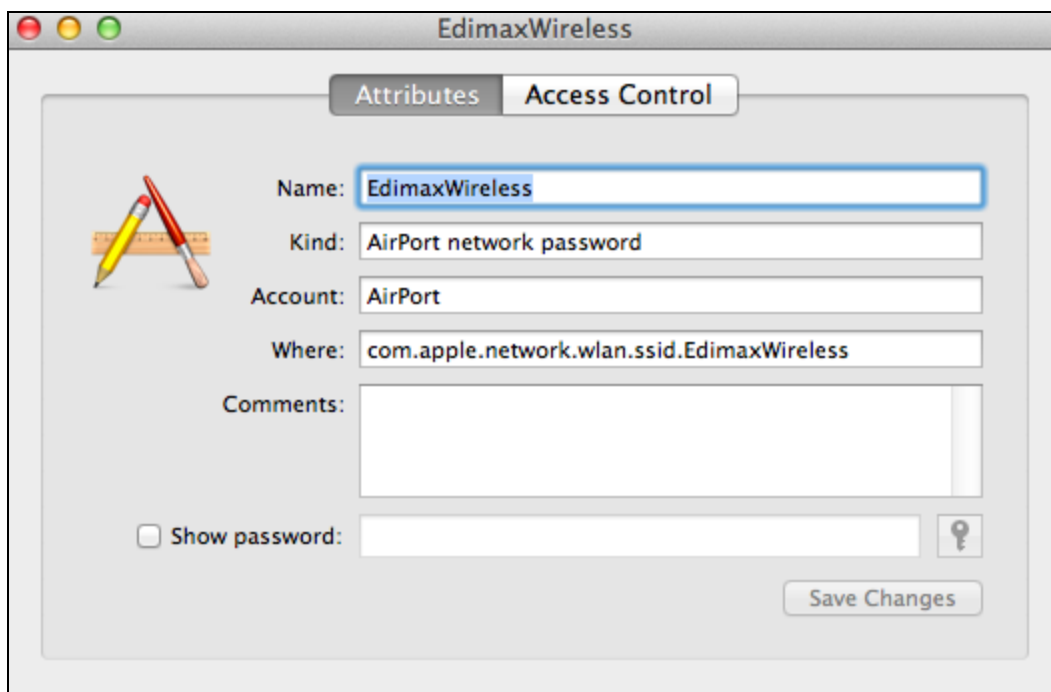 EdimaxWireless
Attributes Access Control
Name: EdimaxWireless
Kind: AirPort network password
Account: AirPort
Where: com.apple.network.wlan.ssid.EdimaxWireless
Comments:
Show password:
Save Changes